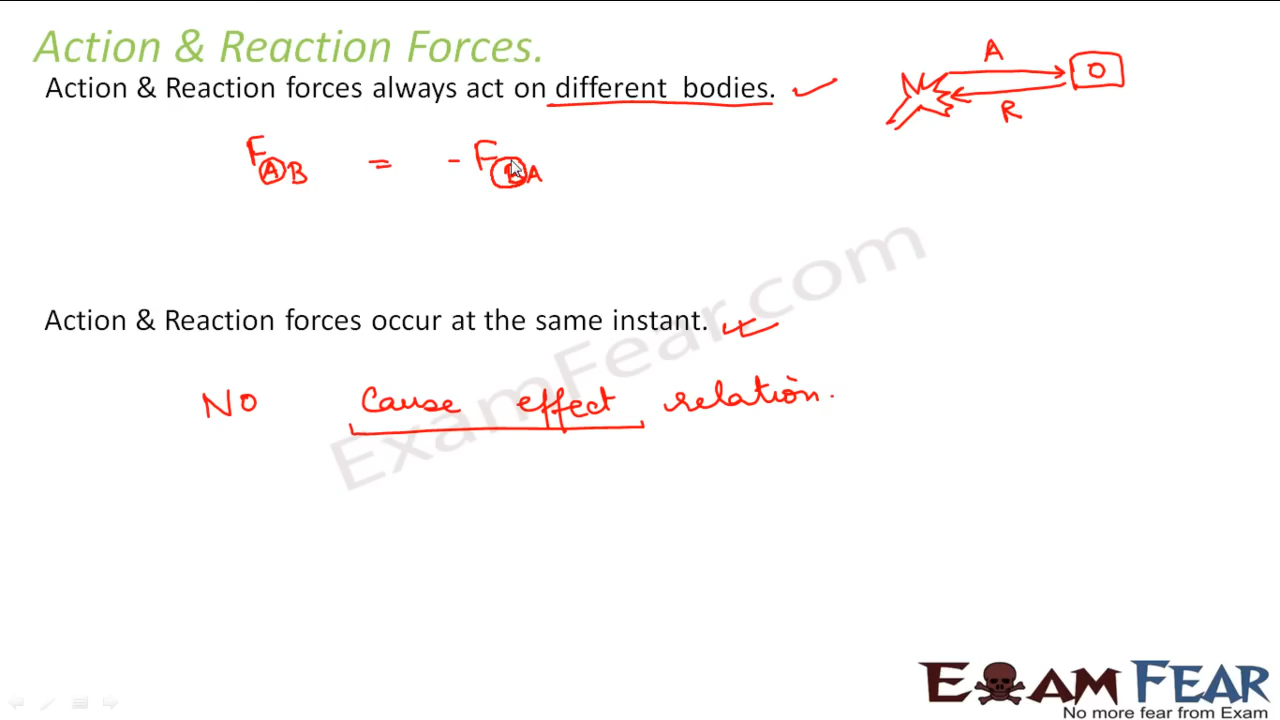 Action & Reaction Forces.
Action & Reaction forces always act on different bodies.
A
O
R
F_AB = -F_BA
Action & Reaction forces occur at the same instant.
NO Cause effect relation.
ExamFear.com
EXAM FEAR
No more fear from Exam